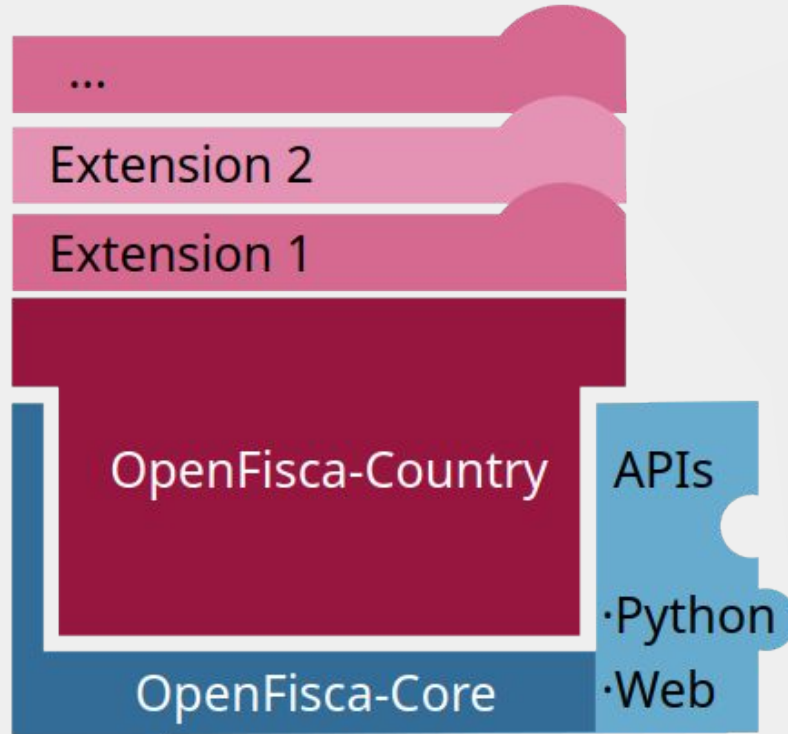 ...
Extension 2
Extension 1
OpenFisca-Country
APIs
·Python
OpenFisca-Core
·Web